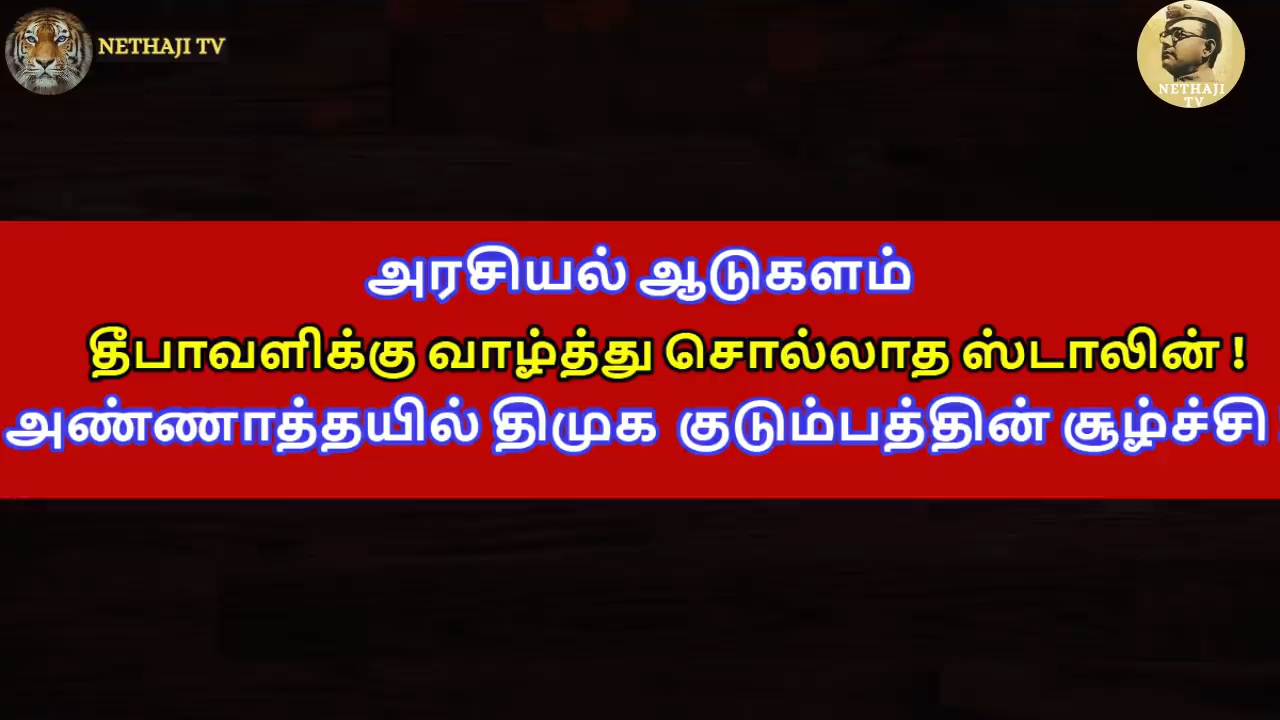 NETHAJI TV
NETHAJI
TV
அரசியல் ஆடுகளம்
தீபாவளிக்கு வாழ்த்து சொல்லாத ஸ்டாலின் !
அண்ணாத்தயில் திமுக குடும்பத்தின் சூழ்ச்சி